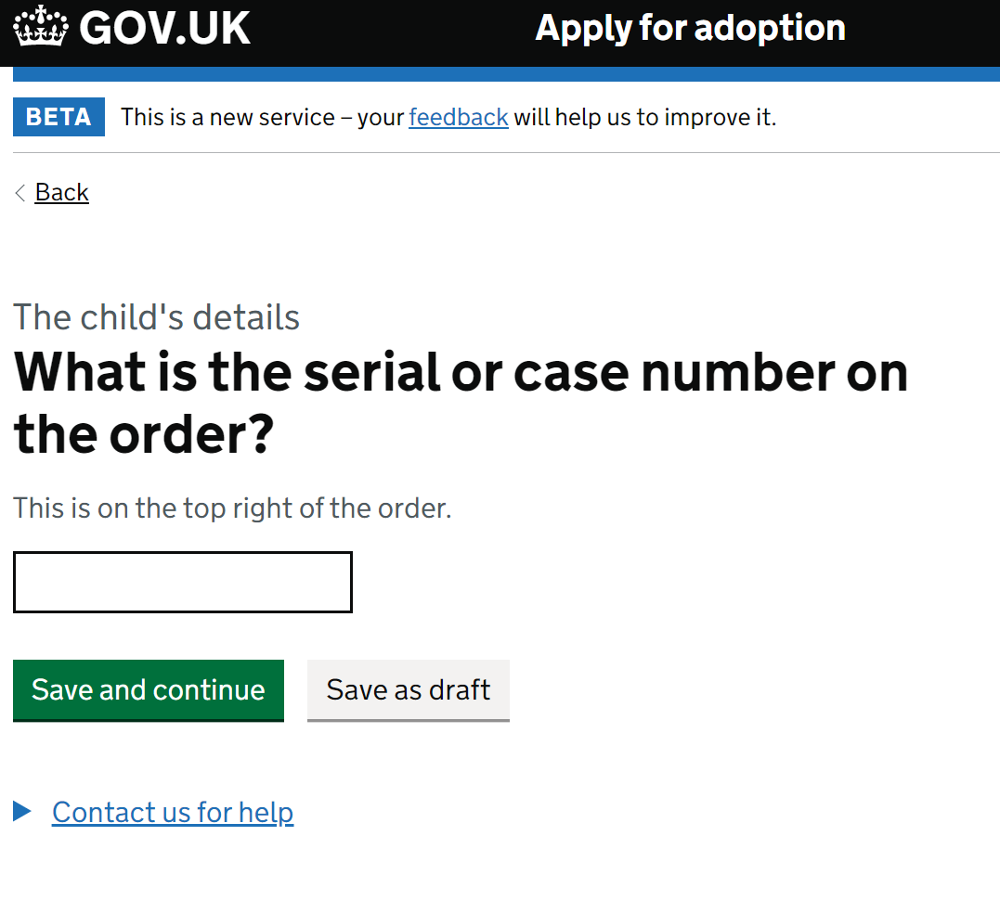 GOV.UK
Apply for adoption
BETA
This is a new service – your feedback will help us to improve it.
Back
The child's details
What is the serial or case number on
the order?
This is on the top right of the order.
Save and continue
Save as draft
Contact us for help